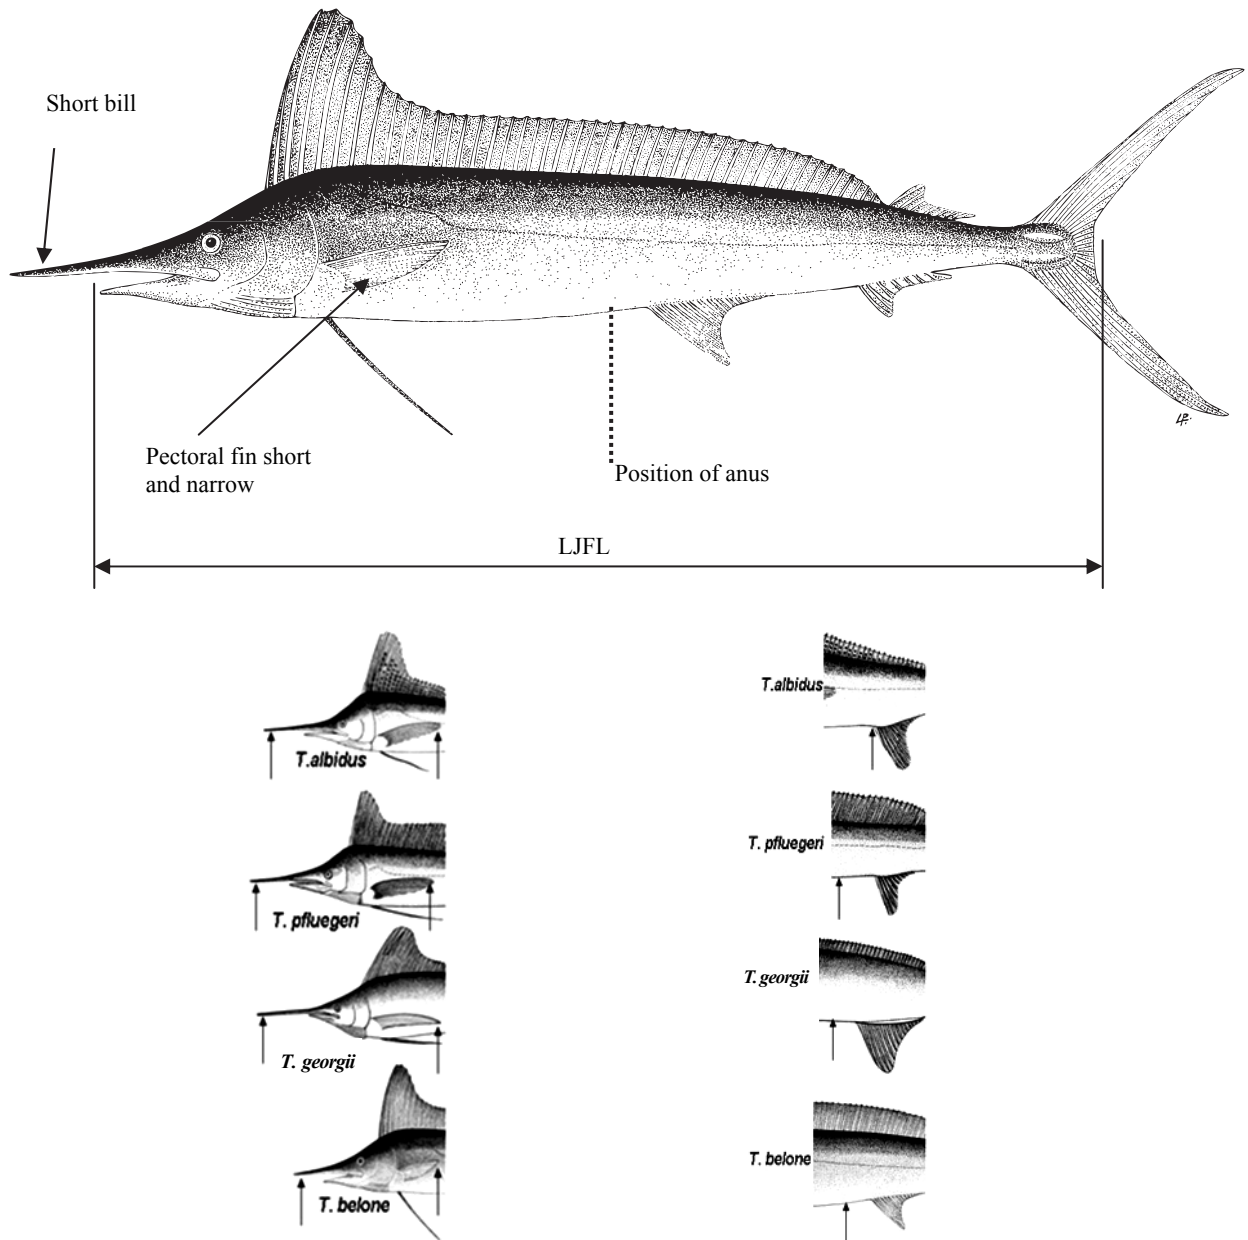 Short bill
Pectoral fin short
and narrow
Position of anus
LJFL
T.albidus
T. pfluegeri
T. georgii
T. belone
T.albidus
T. pfluegeri
T. georgii
T. belone